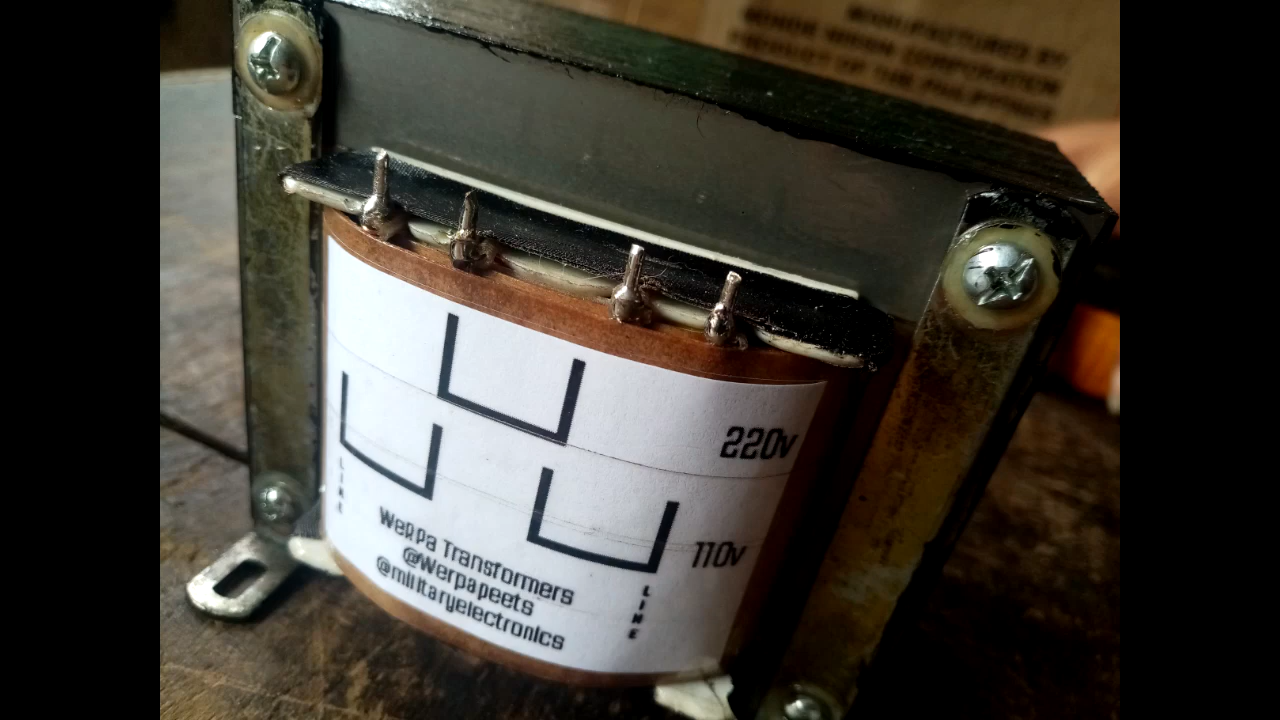 MANUFACTURED BY
CORPORATION
PRODUCT OF THE PHILIPPINES
220v
110v
LINE
Werpa Transformers
@Werpapeets
@militaryelectronics
LINE